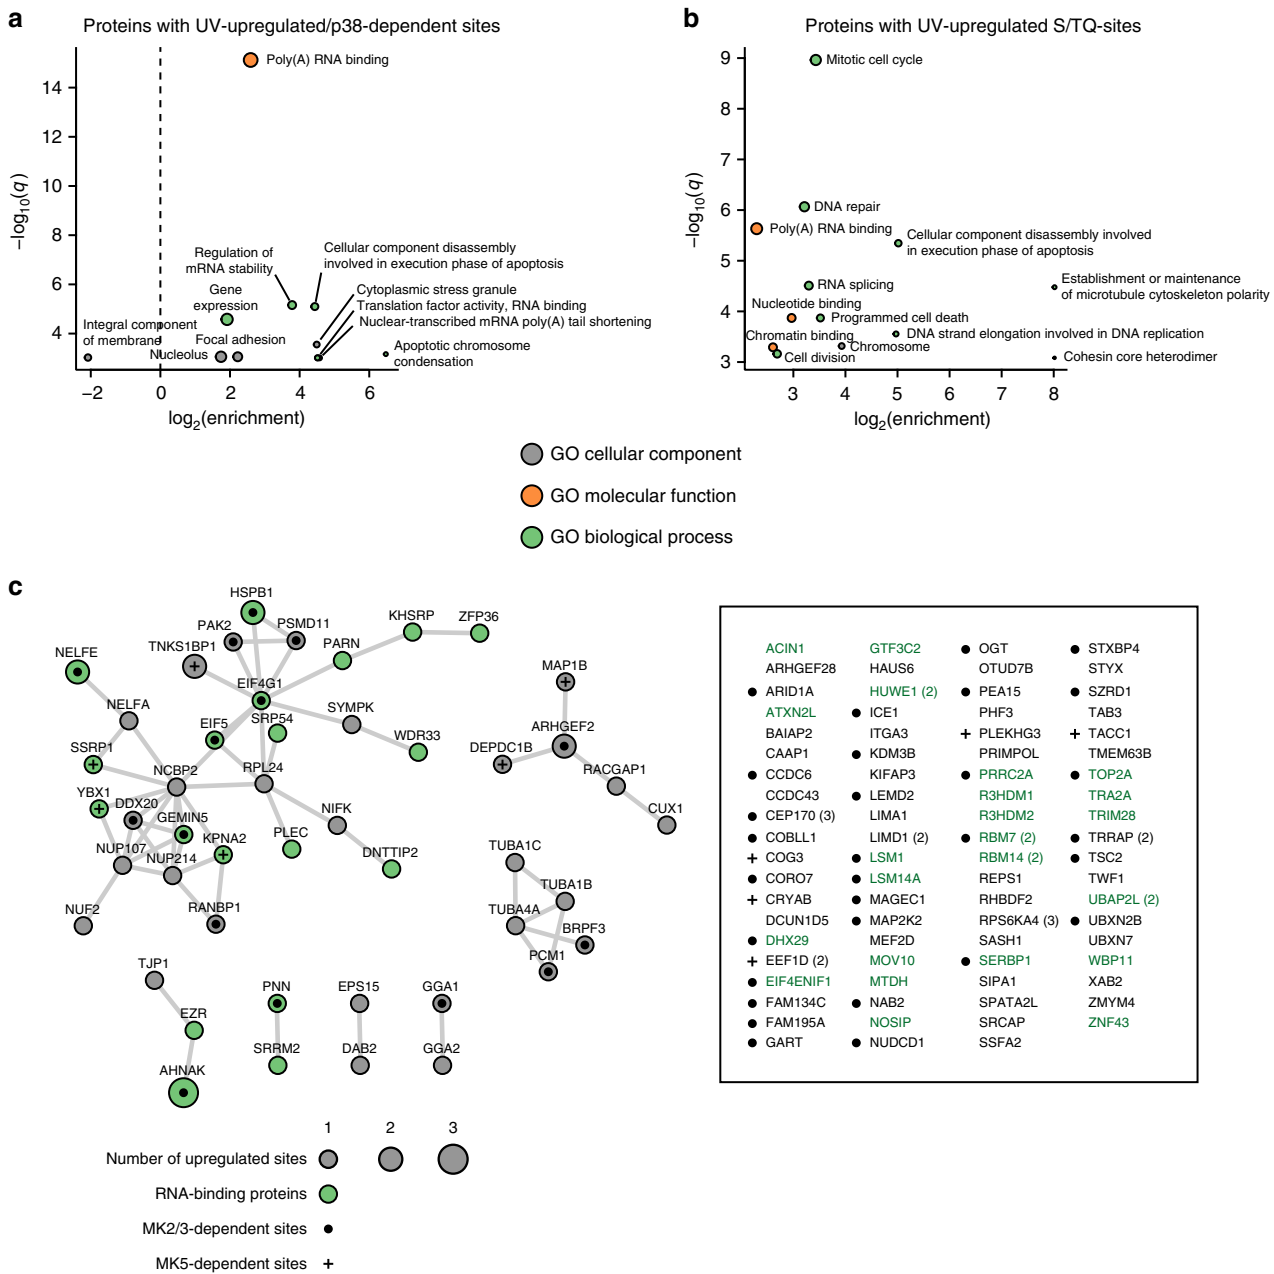 a
Proteins with UV-upregulated/p38-dependent sites
−log10(q)
14
12
10
8
6
4
Poly(A) RNA binding
Regulation of
mRNA stability
Cellular component disassembly
involved in execution phase of apoptosis
Gene
expression
Cytoplasmic stress granule
Translation factor activity, RNA binding
Nuclear-transcribed mRNA poly(A) tail shortening
Integral component
of membrane
Focal adhesion
Nucleolus
Apoptotic chromosome
condensation
−2
0
2
4
6
log2(enrichment)
b
Proteins with UV-upregulated S/TQ-sites
−log10(q)
9
8
7
6
5
4
3
Mitotic cell cycle
DNA repair
Poly(A) RNA binding
Cellular component disassembly involved
in execution phase of apoptosis
RNA splicing
Establishment or maintenance
of microtubule cytoskeleton polarity
Nucleotide binding
Programmed cell death
DNA strand elongation involved in DNA replication
Chromatin binding
Chromosome
Cell division
Cohesin core heterodimer
3
4
5
6
7
8
log2(enrichment)
GO cellular component
GO molecular function
GO biological process
c
HSPB1
PAK2
PSMD11
KHSRP
ZFP36
TNKS1BP1
PARN
NELFE
EIF4G1
NELFA
EIF5
SRP54
SYMPK
WDR33
SSRP1
NCBP2
RPL24
YBX1
DDX20
GEMIN5
KPNA2
NIFK
PLEC
DNTTIP2
NUP107
NUP214
NUF2
RANBP1
MAP1B
ARHGEF2
DEPDC1B
RACGAP1
CUX1
TUBA1C
TUBA1B
TUBA4A
BRPF3
PCM1
TJP1
EZR
AHNAK
PNN
SRRM2
EPS15
DAB2
GGA1
GGA2
1
2
3
Number of upregulated sites
RNA-binding proteins
MK2/3-dependent sites
MK5-dependent sites
ACIN1
ARHGEF28
ARID1A
ATXN2L
BAIAP2
CAAP1
CCDC6
CCDC43
CEP170 (3)
COBLL1
COG3
CORO7
CRYAB
DCUN1D5
DHX29
EEF1D (2)
EIF4ENIF1
FAM134C
FAM195A
GART
GTF3C2
HAUS6
HUWE1 (2)
ICE1
ITGA3
KDM3B
KIFAP3
LEMD2
LIMA1
LIMD1 (2)
LSM1
LSM14A
MAGEC1
MAP2K2
MEF2D
MOV10
MTDH
NAB2
NOSIP
NUDCD1
OGT
OTUD7B
PEA15
PHF3
PLEKHG3
PRIMPOL
PRRC2A
R3HDM1
R3HDM2
RBM7 (2)
RBM14 (2)
REPS1
RHBDF2
RPS6KA4 (3)
SASH1
SERBP1
SIPA1
SPATA2L
SRCAP
SSFA2
STXBP4
STYX
SZRD1
TAB3
TACC1
TMEM63B
TOP2A
TRA2A
TRIM28
TRRAP (2)
TSC2
TWF1
UBAP2L (2)
UBXN2B
UBXN7
WBP11
XAB2
ZMYM4
ZNF43